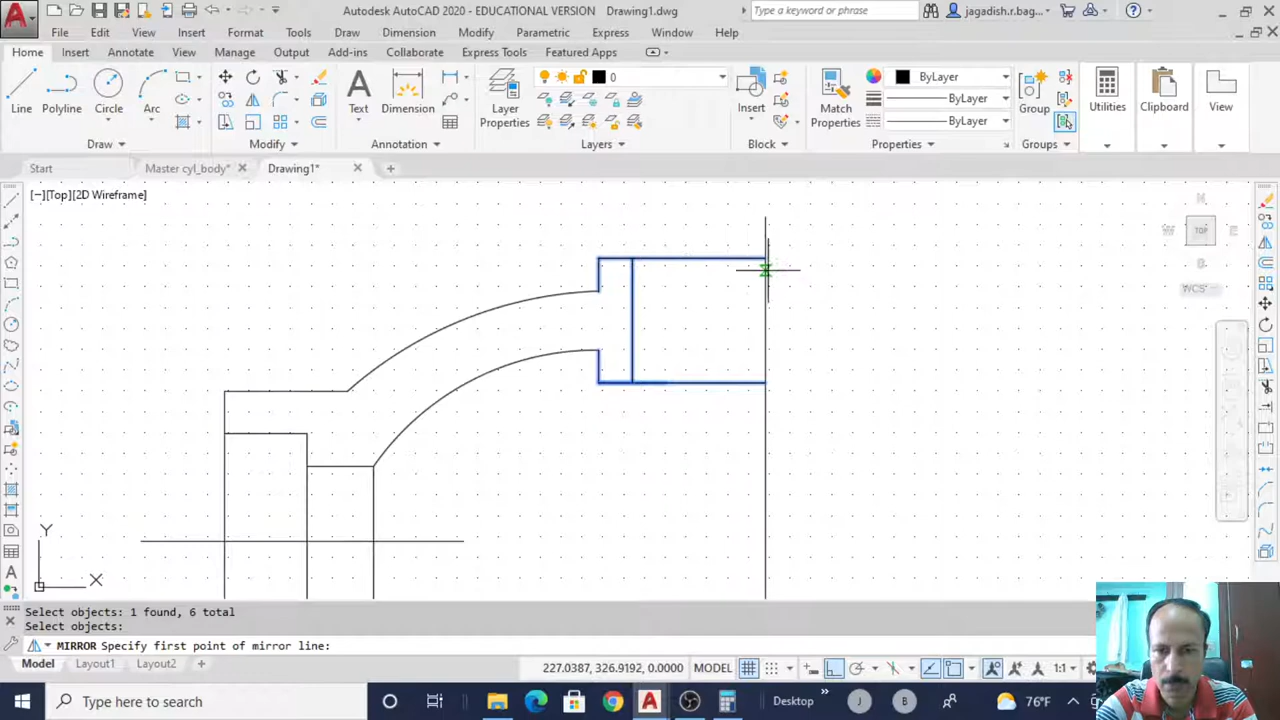 Autodesk AutoCAD 2020 - EDUCATIONAL VERSION Drawing1.dwg
Type a keyword or phrase
jagadish.r.bag...
File Edit View Insert Format Tools Draw Dimension Modify Parametric Express Window Help
Home Insert Annotate View Manage Output Add-ins Collaborate Express Tools Featured Apps
Line Polyline Circle Arc
Text Dimension
Layer Properties
0
Insert
Match Properties
ByLayer
ByLayer
ByLayer
Group
Utilities
Clipboard
View
Draw Modify Annotation Layers Block Properties Groups
Start Master cyl_body* Drawing1*
[−][Top][2D Wireframe]
TOP
WCS
Y
X
Select objects: 1 found, 6 total
Select objects:
MIRROR Specify first point of mirror line:
Model Layout1 Layout2 +
227.0387, 326.9192, 0.0000 MODEL
1:1
Type here to search
Desktop
J
B
76°F